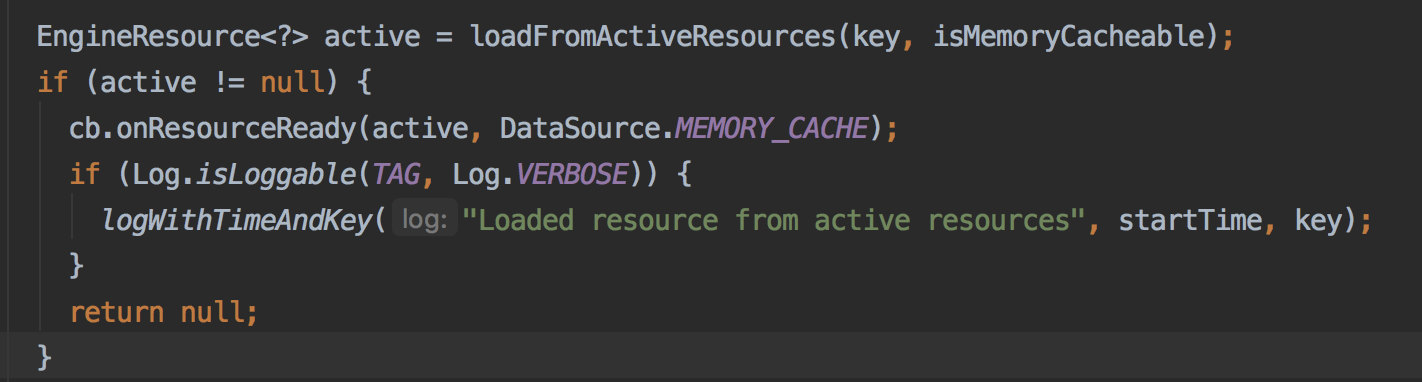 EngineResource<?> active = loadFromActiveResources(key, isMemoryCacheable);
if (active != null) {
cb.onResourceReady(active, DataSource.MEMORY_CACHE);
if (Log.isLoggable(TAG, Log.VERBOSE)) {
logWithTimeAndKey( log: "Loaded resource from active resources", startTime, key);
}
return null;
}